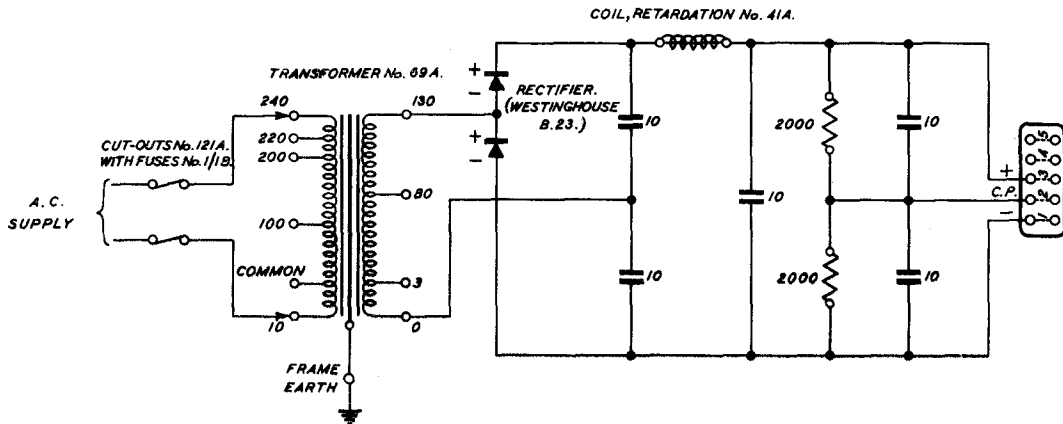 COIL, RETARDATION No. 41A.
TRANSFORMER No. 69A.
240
130
+
-
RECTIFIER.
(WESTINGHOUSE
B.23.)
+
-
220
200
CUT-OUTS No. 121A.
WITH FUSES No. 1/1B.
A.C.
SUPPLY
100
COMMON
10
80
3
0
FRAME
EARTH
10
10
10
2000
2000
10
10
+
C.P.
-
5
4
3
2
1